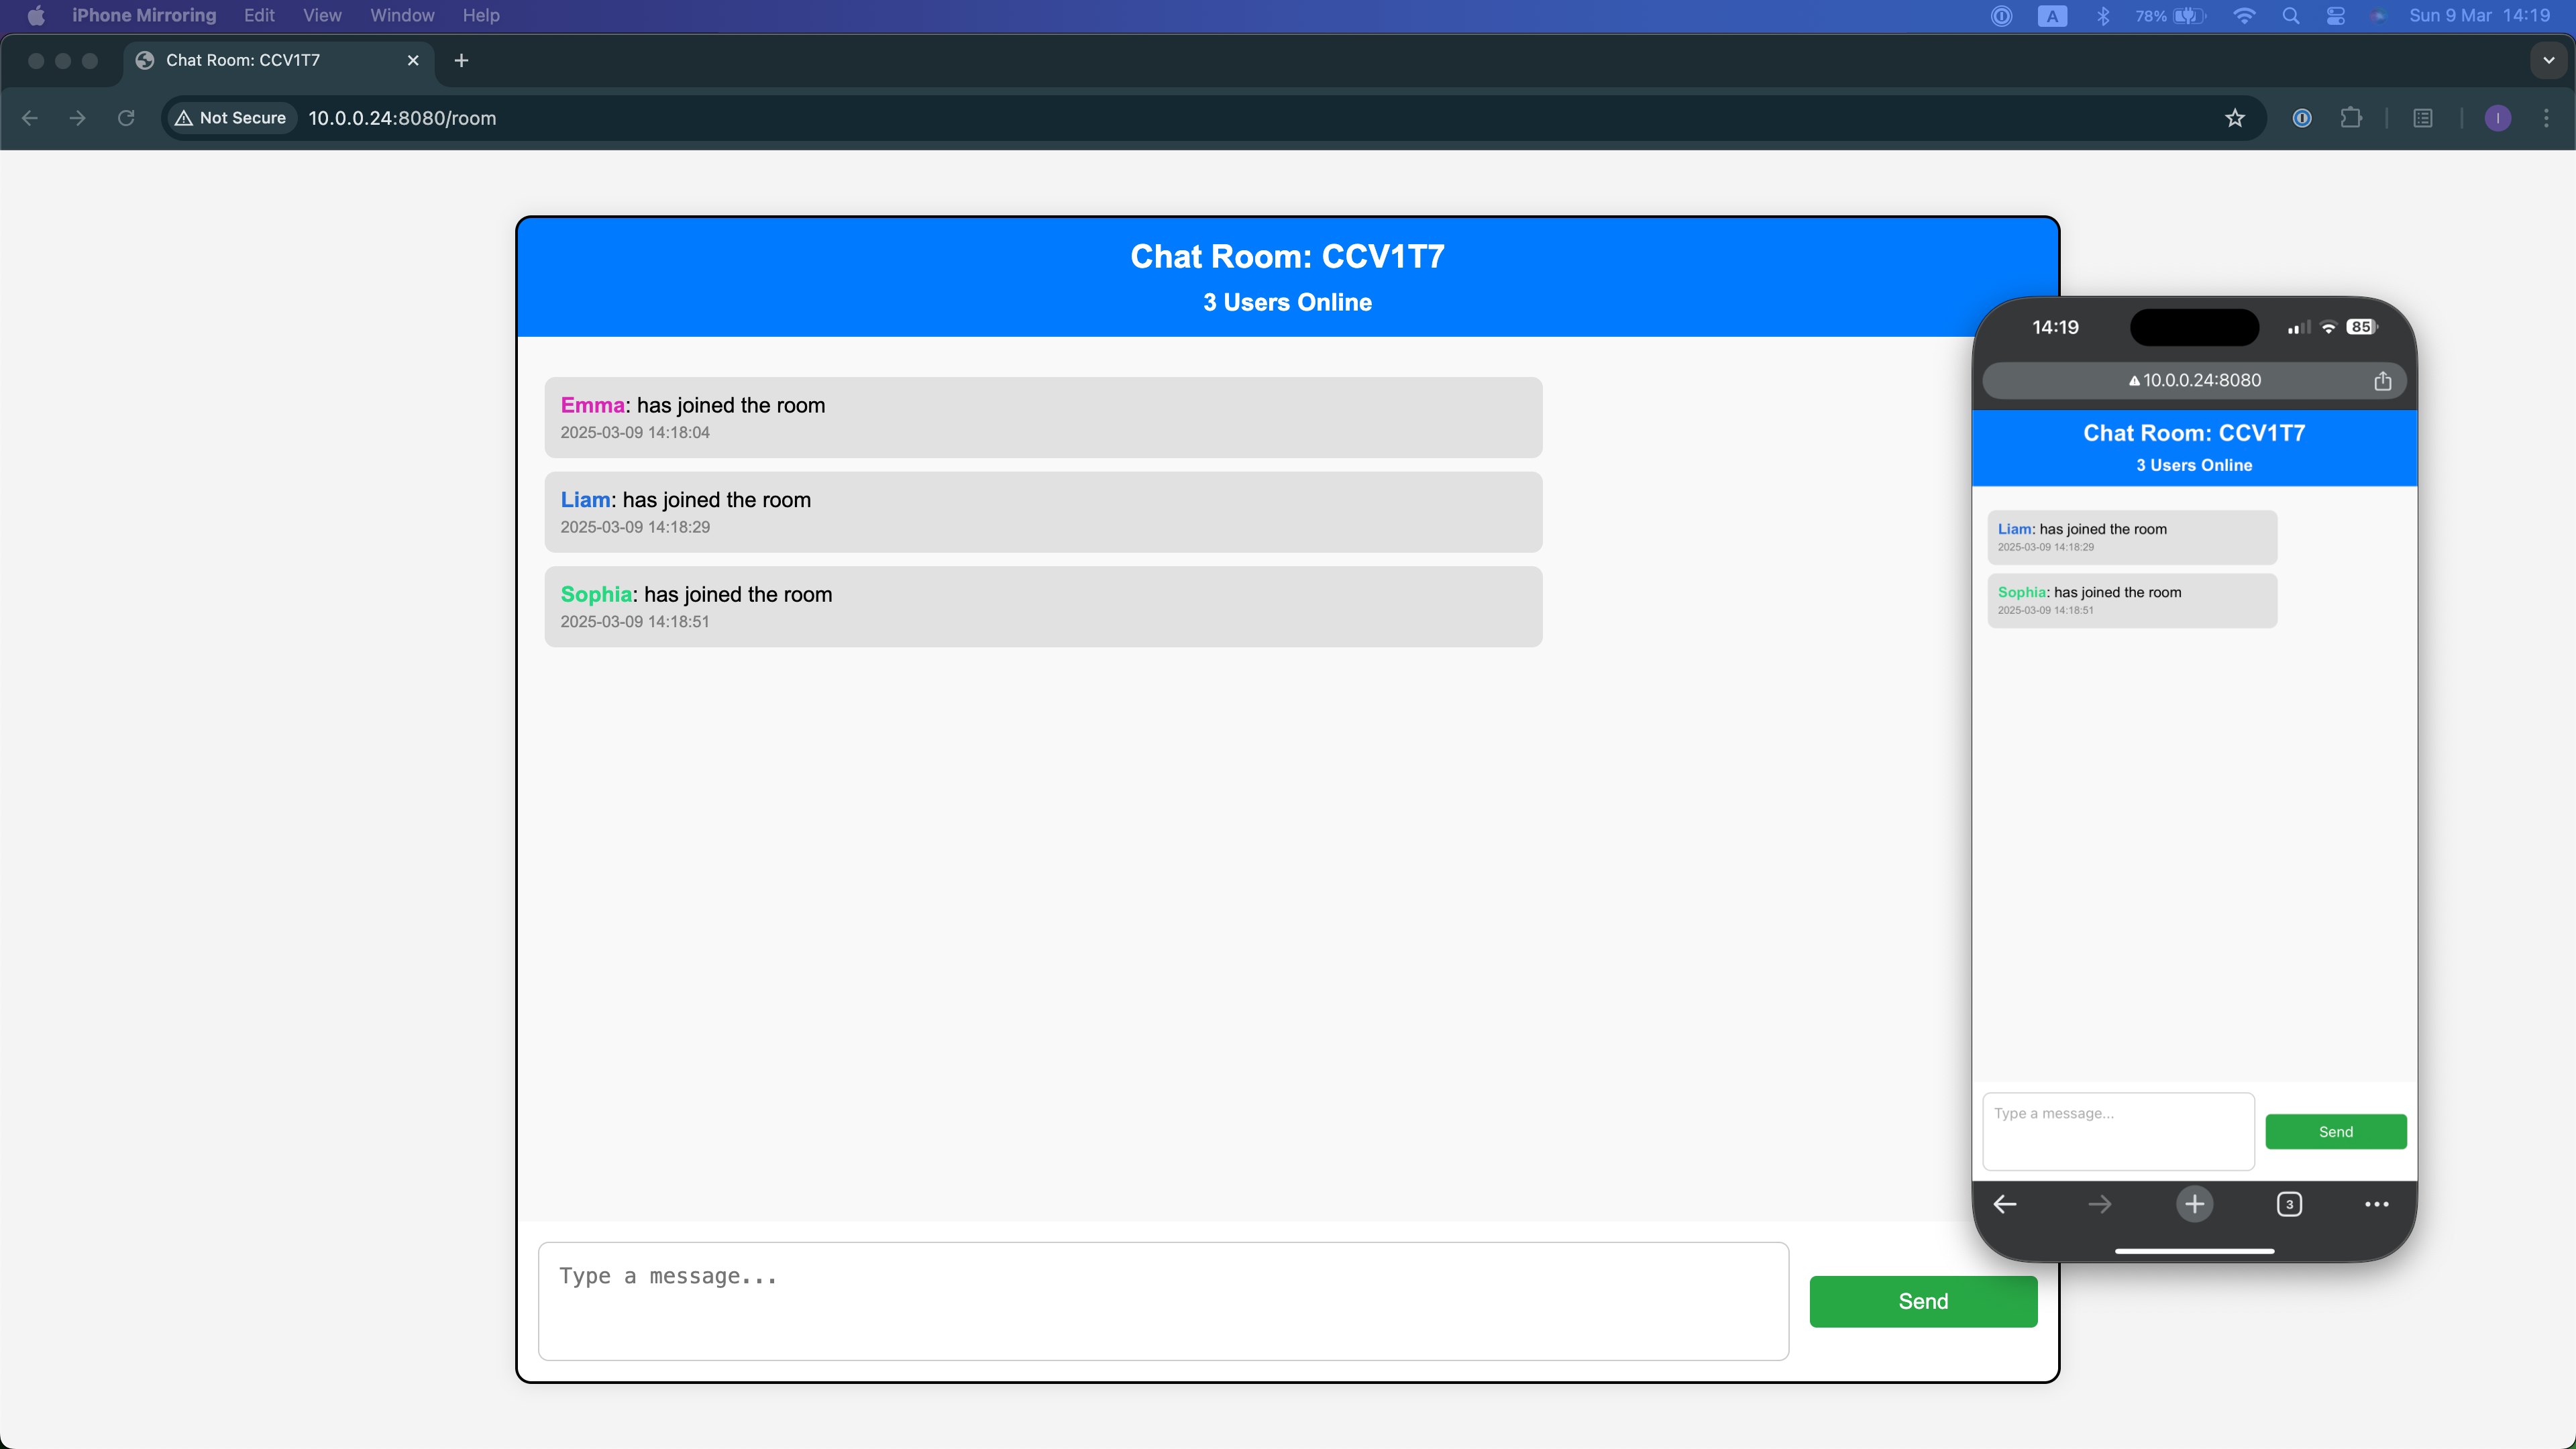 iPhone Mirroring Edit View Window Help A 78% Sun 9 Mar 14:19
Chat Room: CCV1T7
Not Secure 10.0.0.24:8080/room I
Chat Room: CCV1T7
3 Users Online
Emma: has joined the room
2025-03-09 14:18:04
Liam: has joined the room
2025-03-09 14:18:29
Sophia: has joined the room
2025-03-09 14:18:51
Type a message...
Send
14:19 85
10.0.0.24:8080
Chat Room: CCV1T7
3 Users Online
Liam: has joined the room
2025-03-09 14:18:29
Sophia: has joined the room
2025-03-09 14:18:51
Type a message...
Send
3